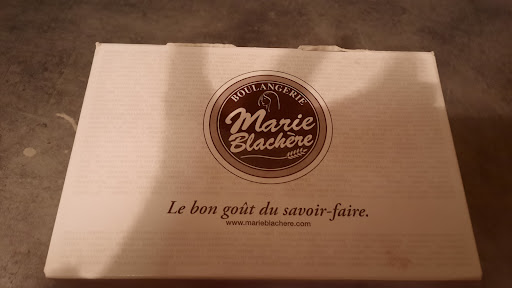 BOULANGERIE
Marie
Blachère
Le bon goût du savoir-faire.
www.marieblachere.com